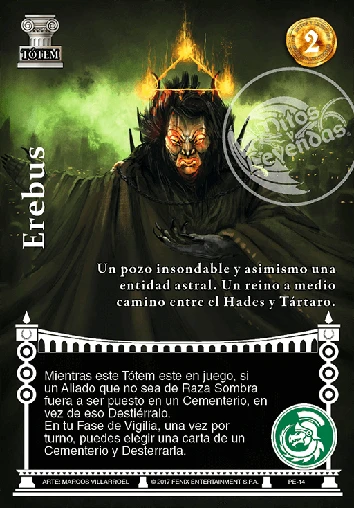 TÓTEM
2
Mitos y
Leyendas
Erebus
Un pozo insondable y asimismo una
entidad astral. Un reino a medio
camino entre el Hades y Tártaro.
Mientras este Tótem este en juego, si
un Aliado que no sea de Raza Sombra
fuera a ser puesto en un Cementerio, en
vez de eso Destiérralo.
En tu Fase de Vigilia, una vez por
turno, puedes elegir una carta de un
Cementerio y Desterrarla.
ARTE: MARCOS VILLARROEL
© 2017 FENIX ENTERTAINMENT S.P.A.
PE-14